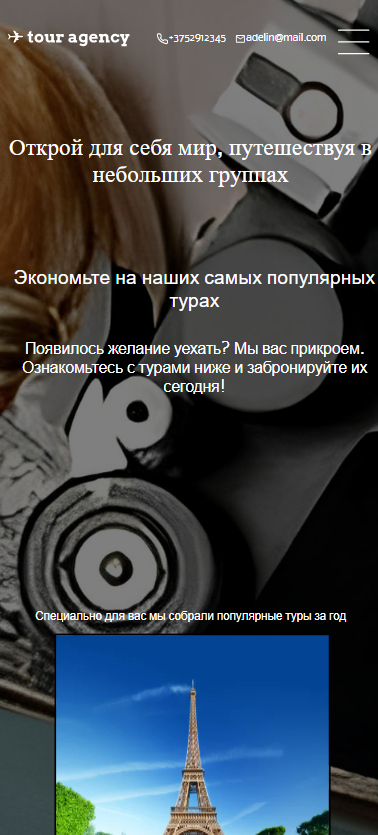 tour agency
+3752912345
adelin@mail.com
Открой для себя мир, путешествуя в
небольших группах
Экономьте на наших самых популярных
турах
Появилось желание уехать? Мы вас прикроем.
Ознакомьтесь с турами ниже и забронируйте их
сегодня!
Специально для вас мы собрали популярные туры за год